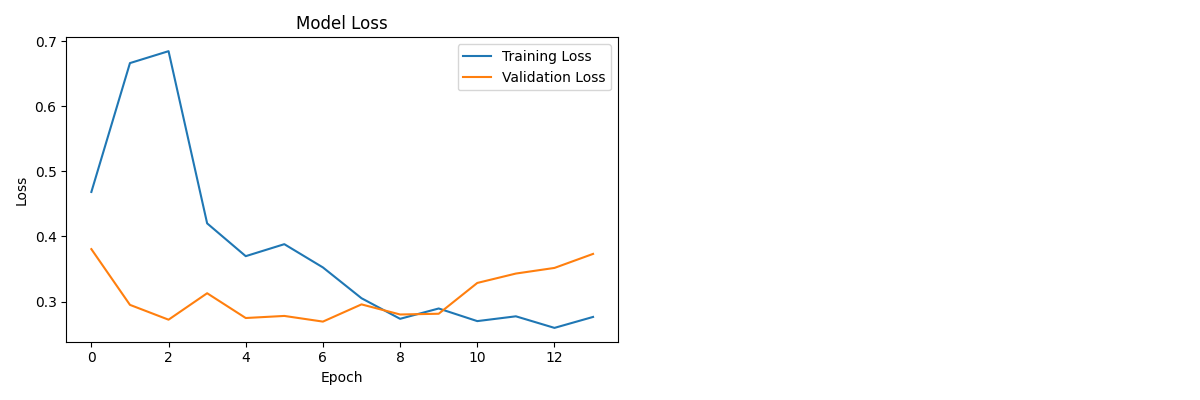 Model Loss
Training Loss
Validation Loss
0.7
0.6
0.5
0.4
0.3
Loss
0 2 4 6 8 10 12
Epoch